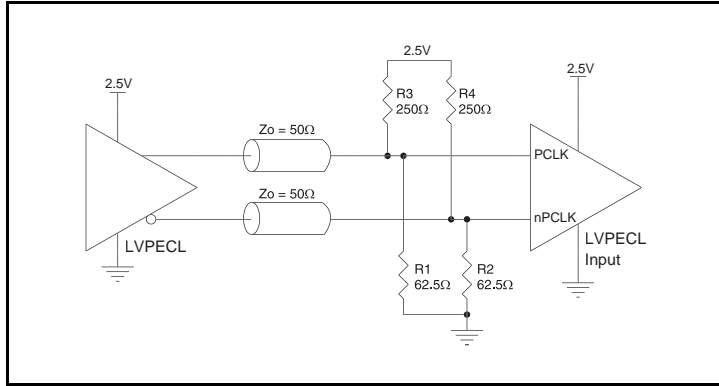 2.5V
2.5V
2.5V
R3
250Ω
R4
250Ω
Zo = 50Ω
PCLK
Zo = 50Ω
nPCLK
LVPECL
LVPECL
Input
R1
62.5Ω
R2
62.5Ω